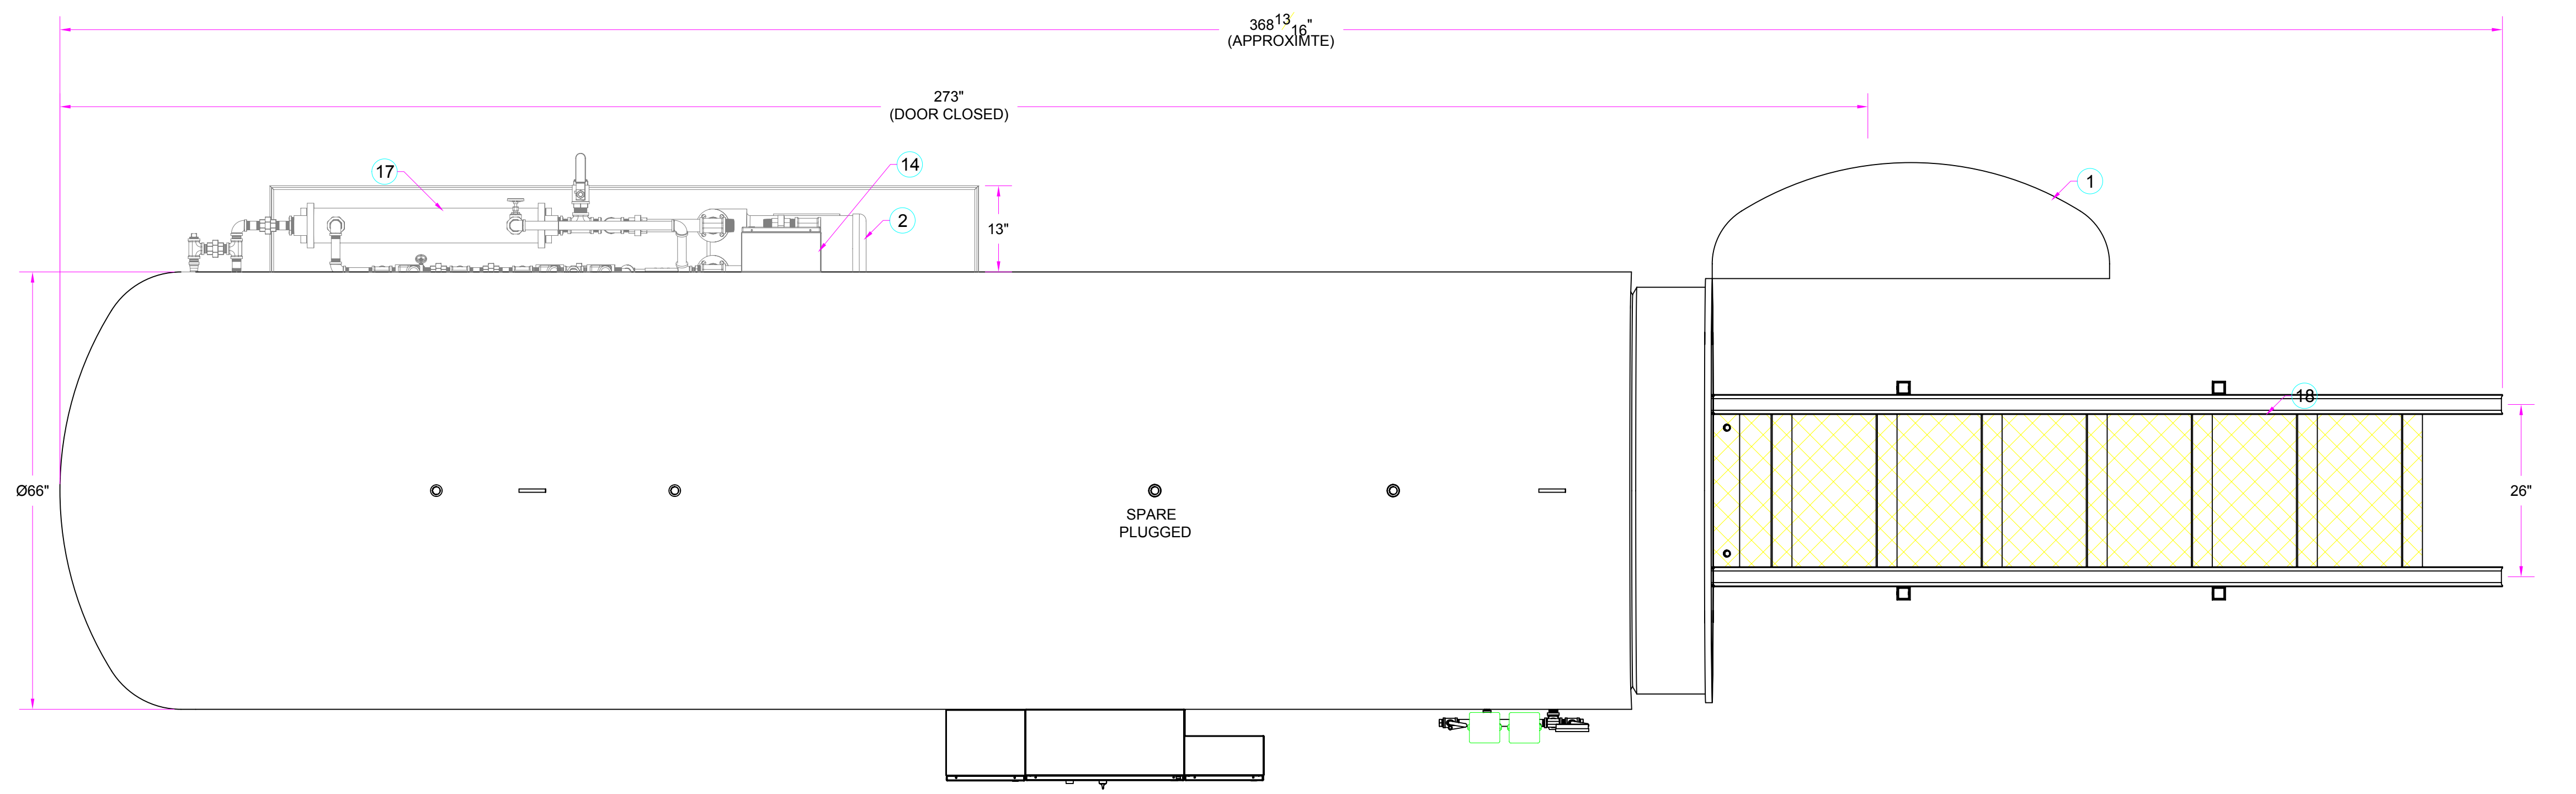 368 13/16"
(APPROXIMTE)
273"
(DOOR CLOSED)
17
14
1
2
13"
18
Ø66"
26"
SPARE
PLUGGED